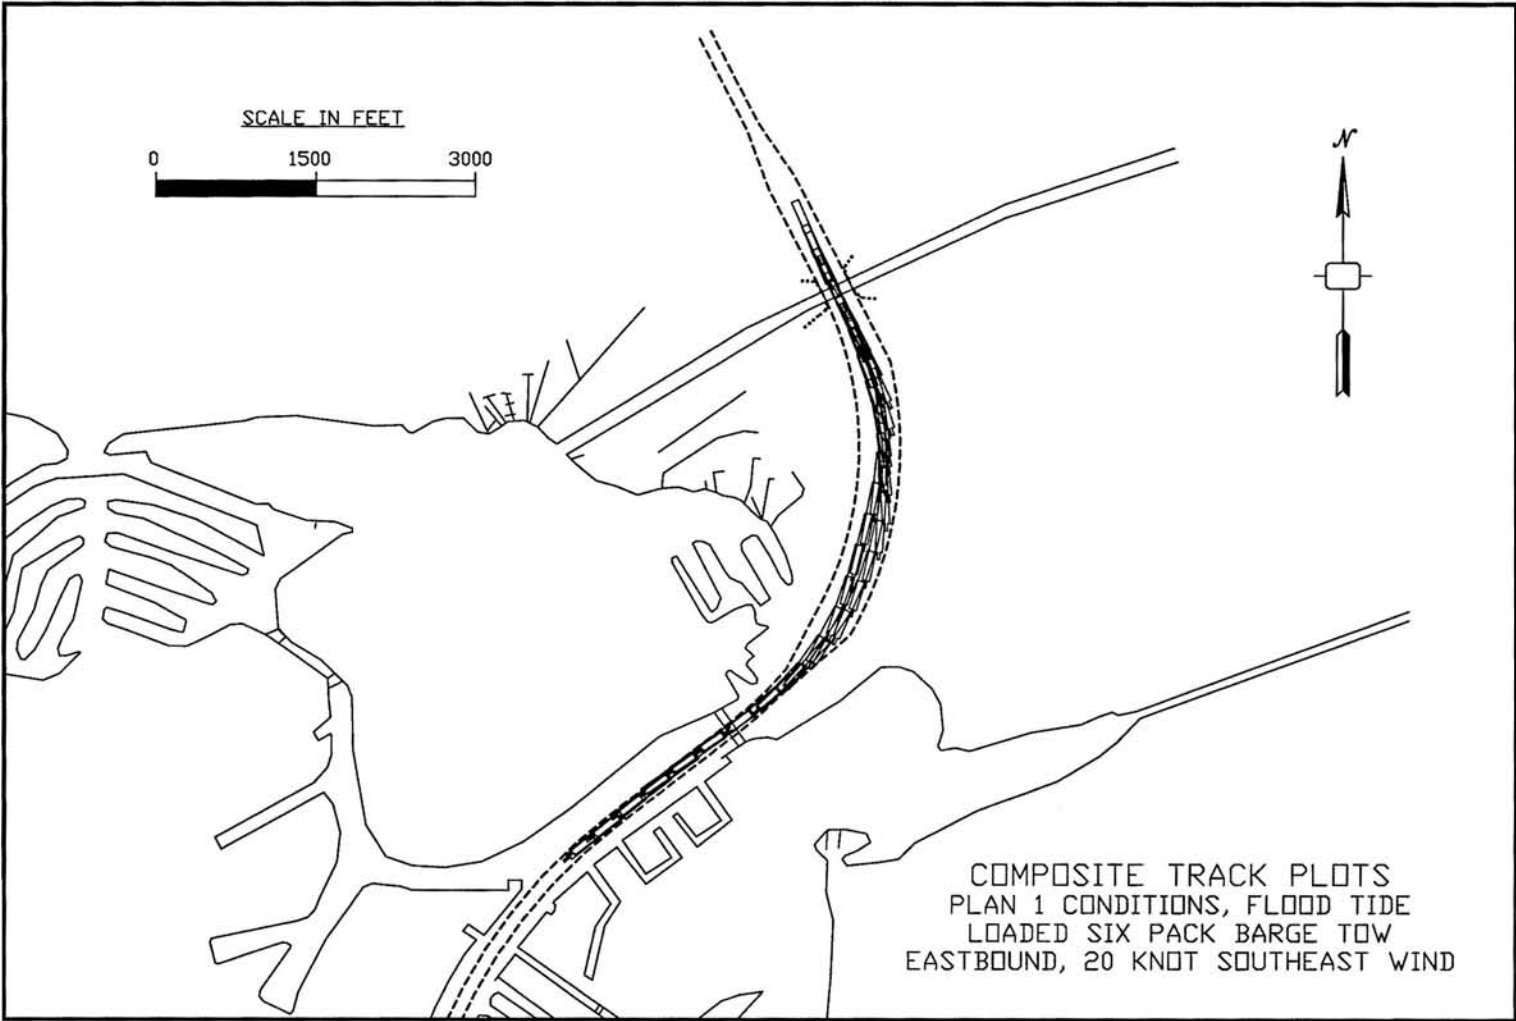 SCALE IN FEET
0 1500 3000
N
COMPOSITE TRACK PLOTS
PLAN 1 CONDITIONS, FLOOD TIDE
LOADED SIX PACK BARGE TOW
EASTBOUND, 20 KNOT SOUTHEAST WIND